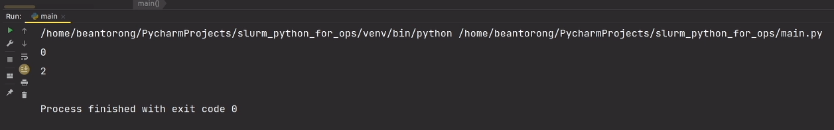 main()
Run:
main
/home/beantorong/PycharmProjects/slurm_python_for_ops/venv/bin/python /home/beantorong/PycharmProjects/slurm_python_for_ops/main.py
0
2
Process finished with exit code 0